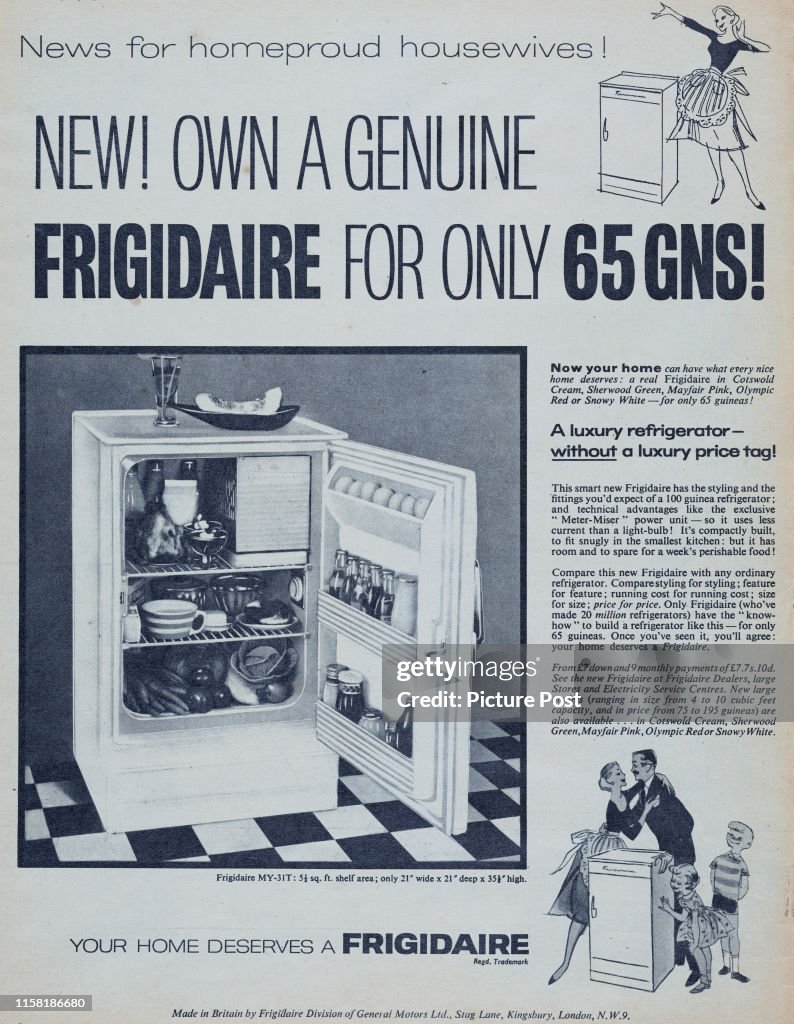 News for homeproud housewives!
NEW! OWN A GENUINE
FRIGIDAIRE FOR ONLY 65 GNS!
Now your home can have what every nice
home deserves: a real Frigidaire in Cotswold
Cream, Sherwood Green, Mayfair Pink, Olympic
Red or Snowy White — for only 65 guineas!
A luxury refrigerator –
without a luxury price tag!
This smart new Frigidaire has the styling and the
fittings you'd expect of a 100 guinea refrigerator;
and technical advantages like the exclusive
"Meter-Miser" power unit — so it uses less
current than a light-bulb! It's compactly built,
to fit snugly in the smallest kitchen: but it has
room and to spare for a week's perishable food!
Compare this new Frigidaire with any ordinary
refrigerator. Compare styling for styling; feature
for feature; running cost for running cost; size
for size; price for price. Only Frigidaire (who've
made 20 million refrigerators) have the "know-
how" to build a refrigerator like this — for only
65 guineas. Once you've seen it, you'll agree:
your home deserves a Frigidaire.
From £7 down and 9 monthly payments of £7.7s.10d.
See the new Frigidaire at Frigidaire Dealers, large
Stores and Electricity Service Centres. New large
(ranging in size from 4 to 10 cubic feet
capacity, and in price from 75 to 195 guineas) are
also available . . . in Cotswold Cream, Sherwood
Green, Mayfair Pink, Olympic Red or Snowy White.
gettyimages
Picture Post
Frigidaire MY-31T: 5½ sq. ft. shelf area; only 21" wide x 21" deep x 35½" high.
YOUR HOME DESERVES A FRIGIDAIRE
Regd. Trademark
1158186680
Made in Britain by Frigidaire Division of General Motors Ltd., Stag Lane, Kingsbury, London, N.W.9.